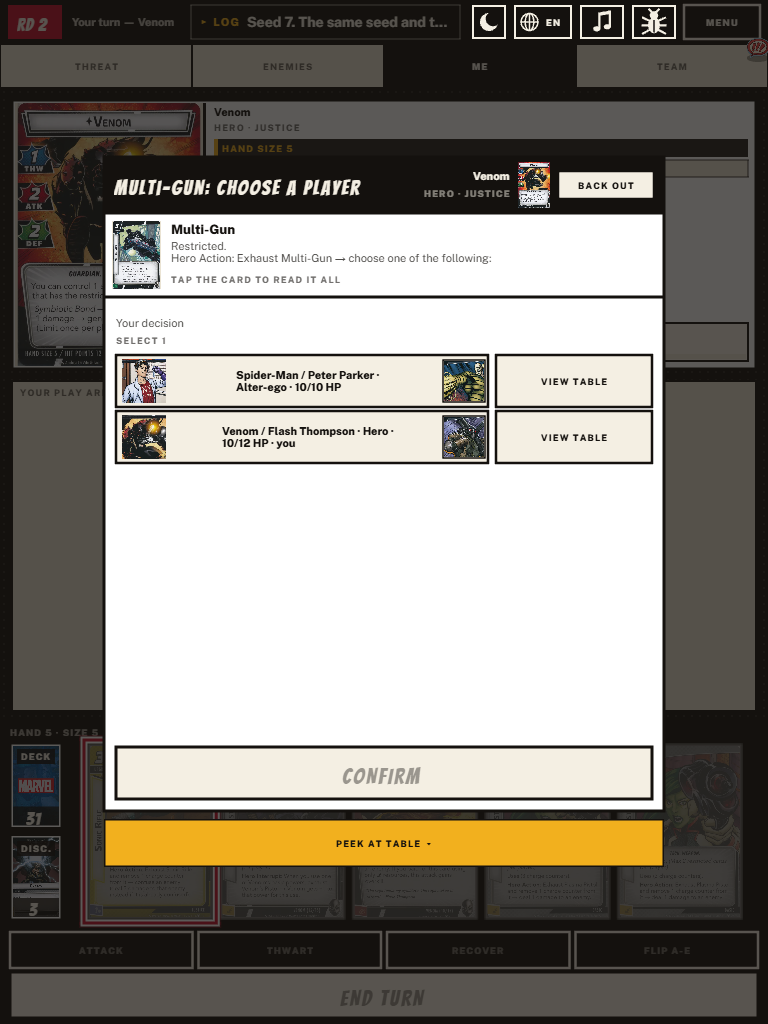 RD 2
Your turn — Venom
LOG Seed 7. The same seed and t...
EN
MENU
THREAT
ENEMIES
ME
TEAM
VENOM
Venom
HERO · JUSTICE
HAND SIZE 5
1
THW
2
ATK
2
DEF
MULTI-GUN: CHOOSE A PLAYER
Venom
HERO · JUSTICE
BACK OUT
Multi-Gun
Restricted.
Hero Action: Exhaust Multi-Gun → choose one of the following:
TAP THE CARD TO READ IT ALL
Your decision
SELECT 1
Spider-Man / Peter Parker ·
Alter-ego · 10/10 HP
VIEW TABLE
Venom / Flash Thompson · Hero ·
10/12 HP · you
VIEW TABLE
YOUR PLAY AR
CONFIRM
PEEK AT TABLE
HAND 5 · SIZE 5
DECK
MARVEL
31
DISC.
3
ATTACK
THWART
RECOVER
FLIP A-E
END TURN